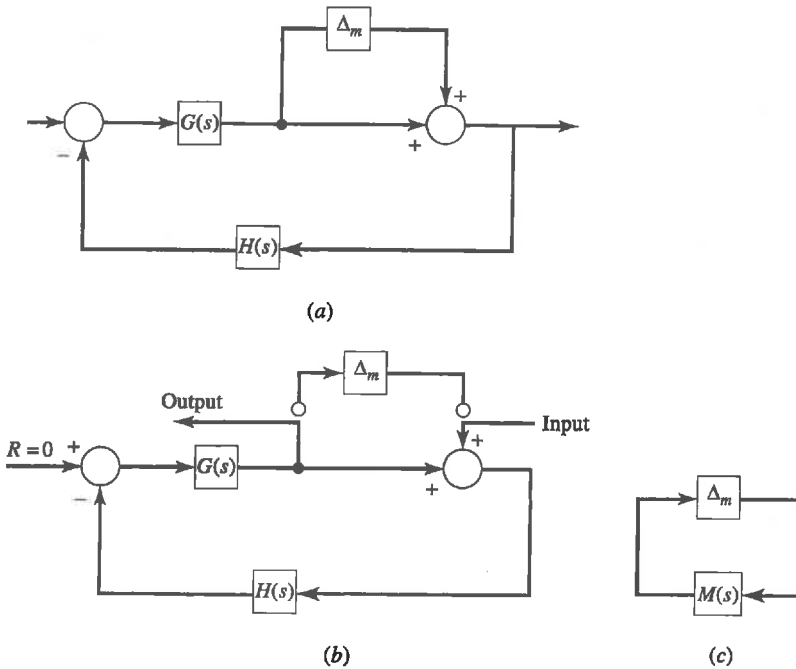 Δm
+
G(s)
+
−
H(s)
(a)
Δm
Output
Input
R = 0
+
+
G(s)
+
−
H(s)
(b)
Δm
M(s)
(c)